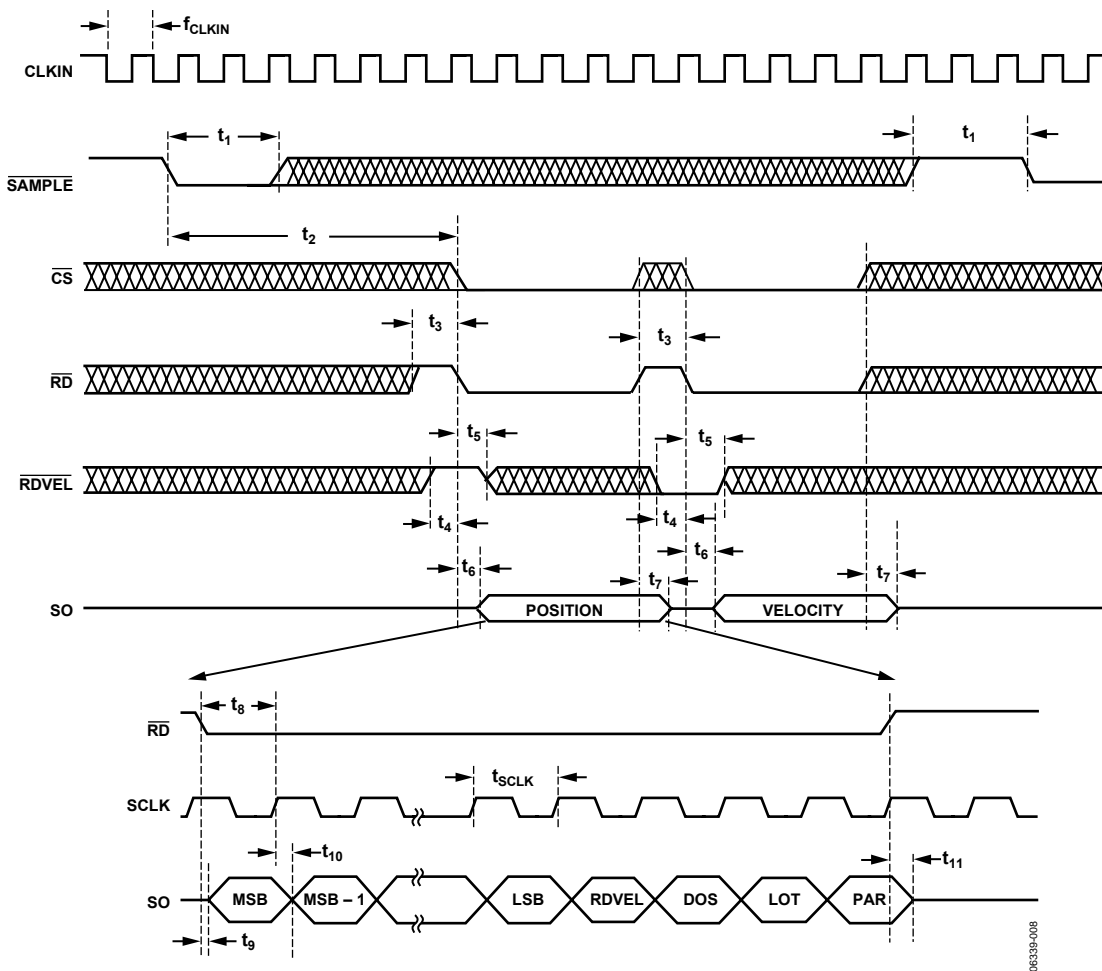 fCLKIN
CLKIN
t1
t1
SAMPLE
t2
CS
t3
t3
RD
t5
t5
RDVEL
t4
t4
t6
t6
t7
t7
SO
POSITION
VELOCITY
t8
RD
tSCLK
SCLK
t10
t11
SO
MSB
MSB – 1
LSB
RDVEL
DOS
LOT
PAR
t9
06339-008